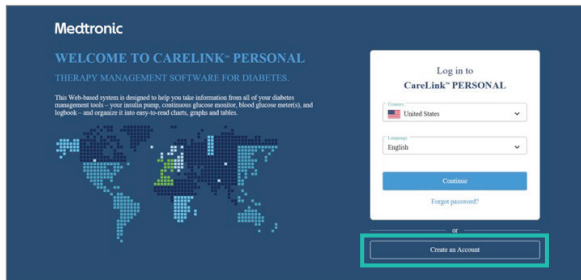 Medtronic
WELCOME TO CARELINK™ PERSONAL
THERAPY MANAGEMENT SOFTWARE FOR DIABETES.
This Web-based system is designed to help you take information from all of your diabetes
management tools – your insulin pump, continuous glucose monitor, blood glucose meter(s), and
logbook – and organize it into easy-to-read charts, graphs and tables.
Log in to
CareLink™ PERSONAL
Country
United States
Language
English
Continue
Forgot password?
or
Create an Account